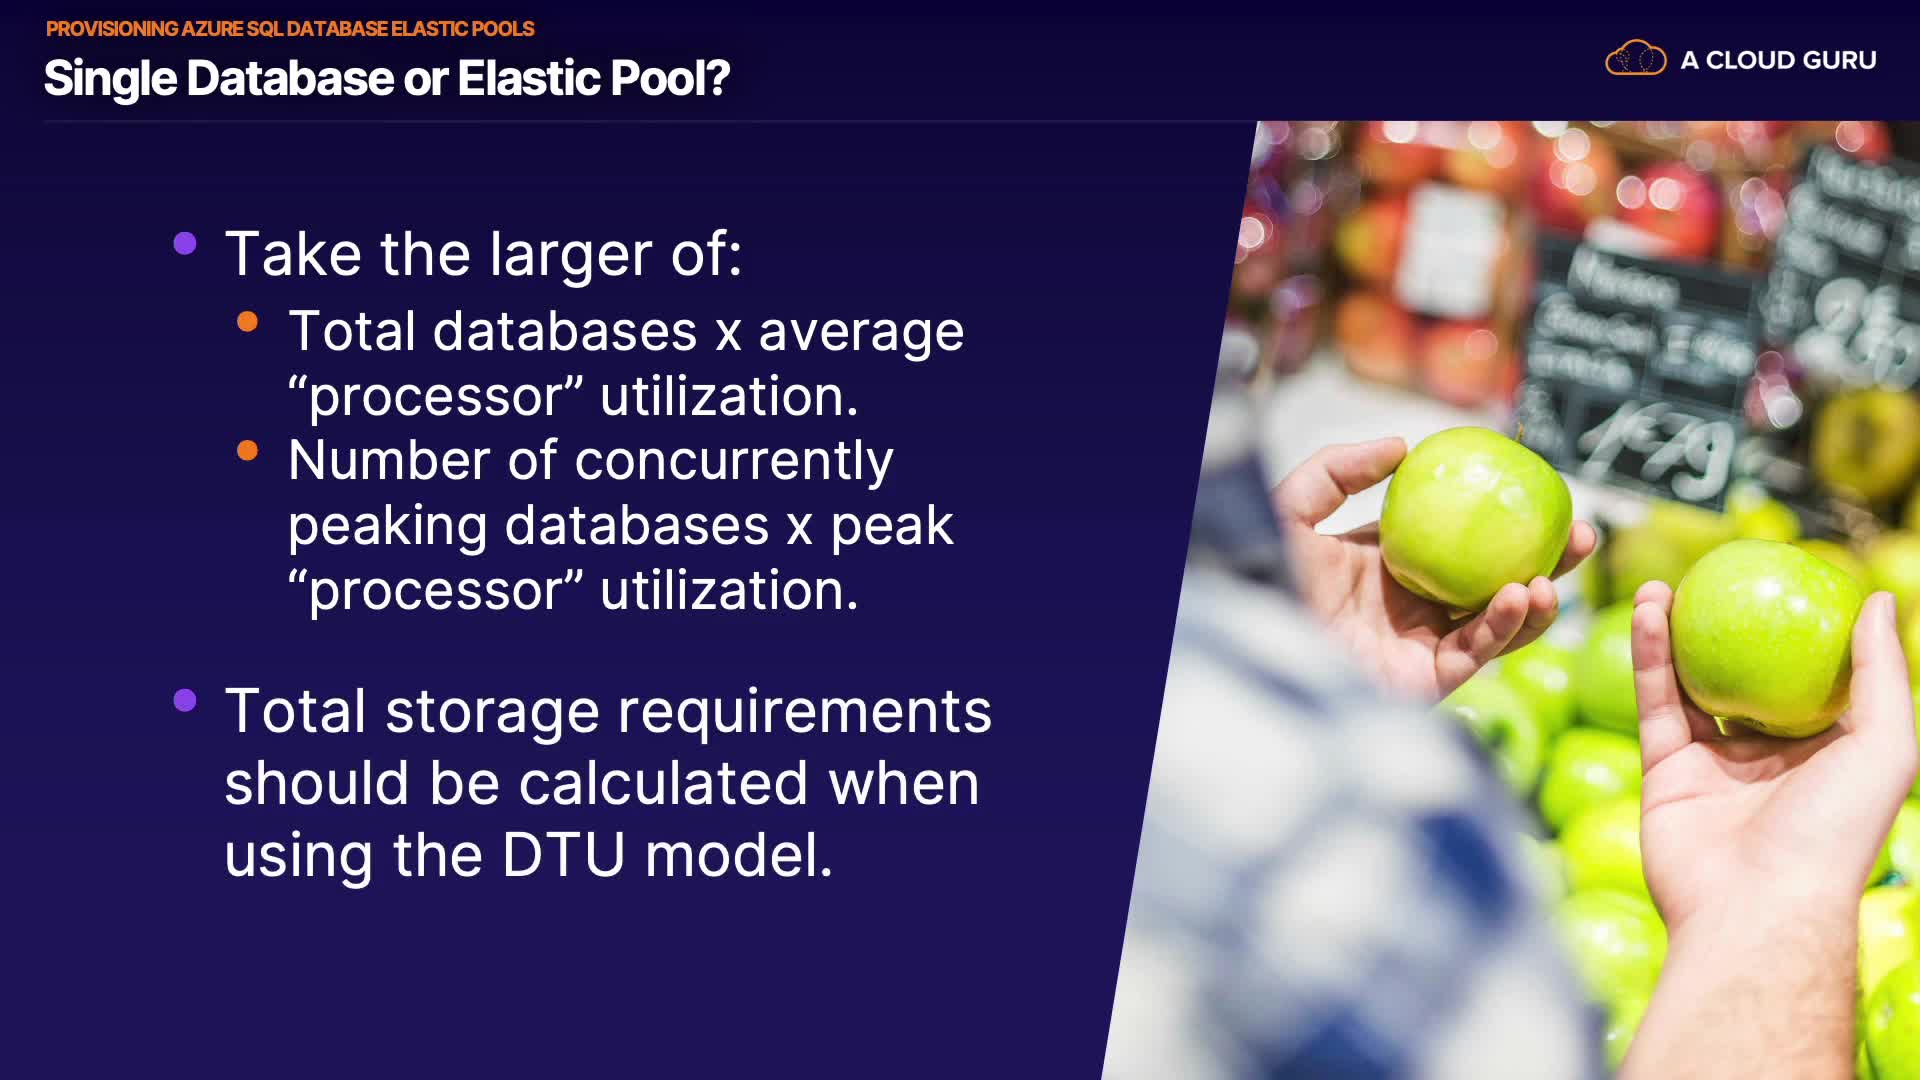 PROVISIONING AZURE SQL DATABASE ELASTIC POOLS
Single Database or Elastic Pool?
A CLOUD GURU
Take the larger of:
Total databases x average
“processor” utilization.
Number of concurrently
peaking databases x peak
“processor” utilization.
Total storage requirements
should be calculated when
using the DTU model.